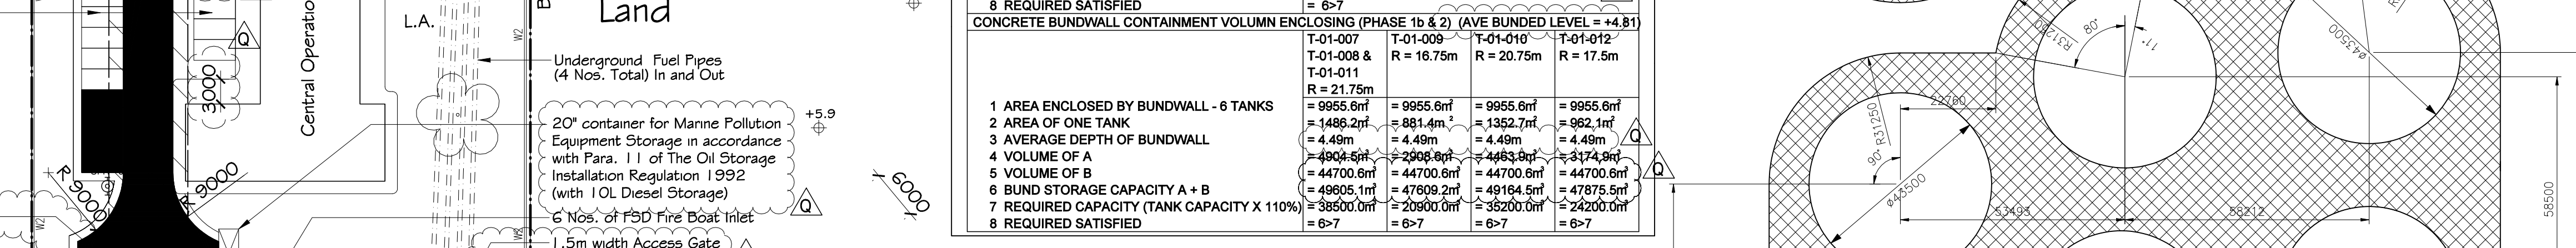 8 REQUIRED SATISFIED = 6>7
CONCRETE BUNDWALL CONTAINMENT VOLUMN ENCLOSING (PHASE 1b & 2) (AVE BUNDED LEVEL = +4.81)
T-01-007 T-01-009 T-01-010 T-01-012
T-01-008 & R = 16.75m R = 20.75m R = 17.5m
T-01-011
R = 21.75m
1 AREA ENCLOSED BY BUNDWALL - 6 TANKS = 9955.6m² = 9955.6m² = 9955.6m² = 9955.6m²
2 AREA OF ONE TANK = 1486.2m² = 881.4m² = 1352.7m² = 962.1m²
3 AVERAGE DEPTH OF BUNDWALL = 4.49m = 4.49m = 4.49m = 4.49m
4 VOLUME OF A = 4904.5m³ = 2908.6m³ = 4463.9m³ = 3174.9m³
5 VOLUME OF B = 44700.6m³ = 44700.6m³ = 44700.6m³ = 44700.6m³
6 BUND STORAGE CAPACITY A + B = 49605.1m³ = 47609.2m³ = 49164.5m³ = 47875.5m³
7 REQUIRED CAPACITY (TANK CAPACITY X 110%) = 38500.0m³ = 20900.0m³ = 35200.0m³ = 24200.0m³
8 REQUIRED SATISFIED = 6>7 = 6>7 = 6>7 = 6>7
Q
Q
Land
L.A.
Q
3000
Central Operatio
W2
Underground Fuel Pipes
(4 Nos. Total) In and Out
20" container for Marine Pollution
Equipment Storage in accordance
with Para. 11 of The Oil Storage
Installation Regulation 1992
(with 10L Diesel Storage)
Q
6 Nos. of FSD Fire Boat Inlet
1.5m width Access Gate
+5.9
6000
R 9000
R 9000
W2
W2
80°
11°
ø43500
22760
R31250
90°
ø43500
53493
58212
58500